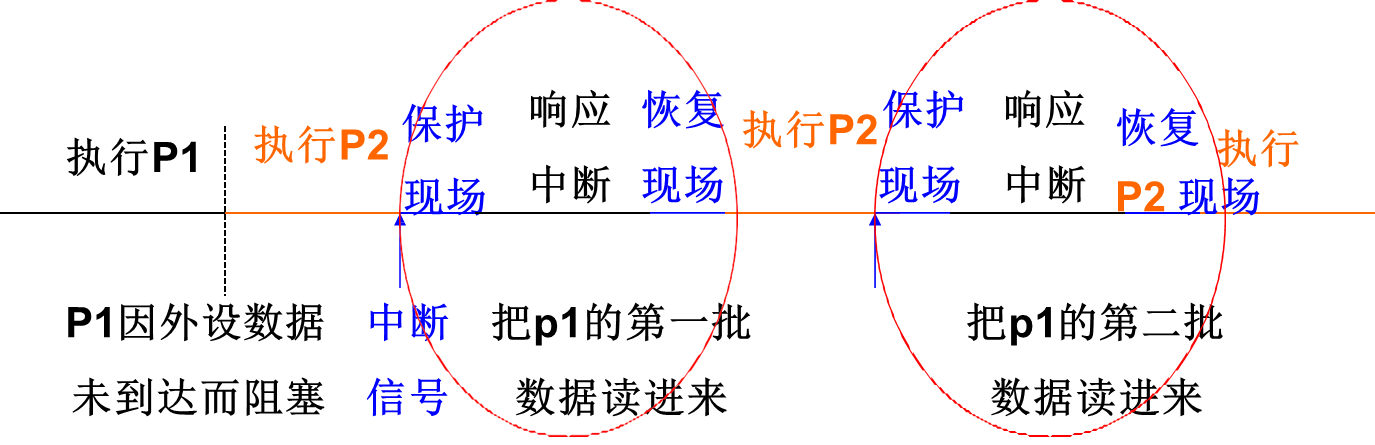 执行P1
执行P2
保护
现场
响应
中断
恢复
现场
执行P2
保护
现场
响应
中断
恢复
现场
执行
P2
P1因外设数据
未到达而阻塞
中断
信号
把p1的第一批
数据读进来
把p1的第二批
数据读进来